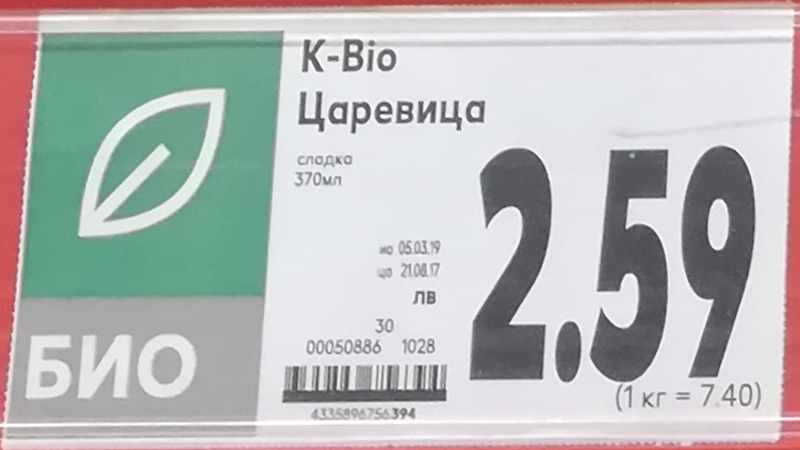 K-Bio
Царевица
сладка
370мл
2.59
ио 05.03.19
цо 21.08.17
лв
30
00050886 1028
4335896756394
(1 кг = 7.40)
БИО